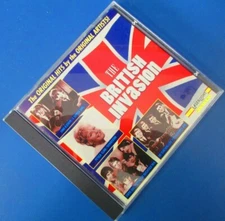 The ORIGINAL HITS by the ORIGINAL ARTISTS!
THE
BRITISH
INVASION